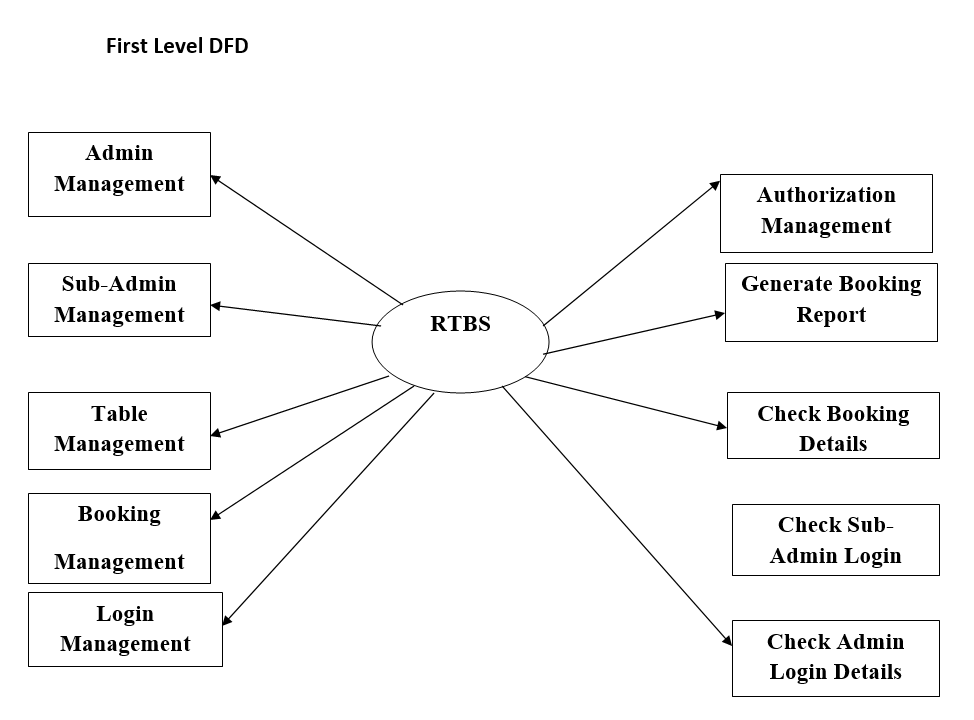 First Level DFD
Admin
Management
Sub-Admin
Management
Table
Management
Booking
Management
Login
Management
RTBS
Authorization
Management
Generate Booking
Report
Check Booking
Details
Check Sub-
Admin Login
Check Admin
Login Details